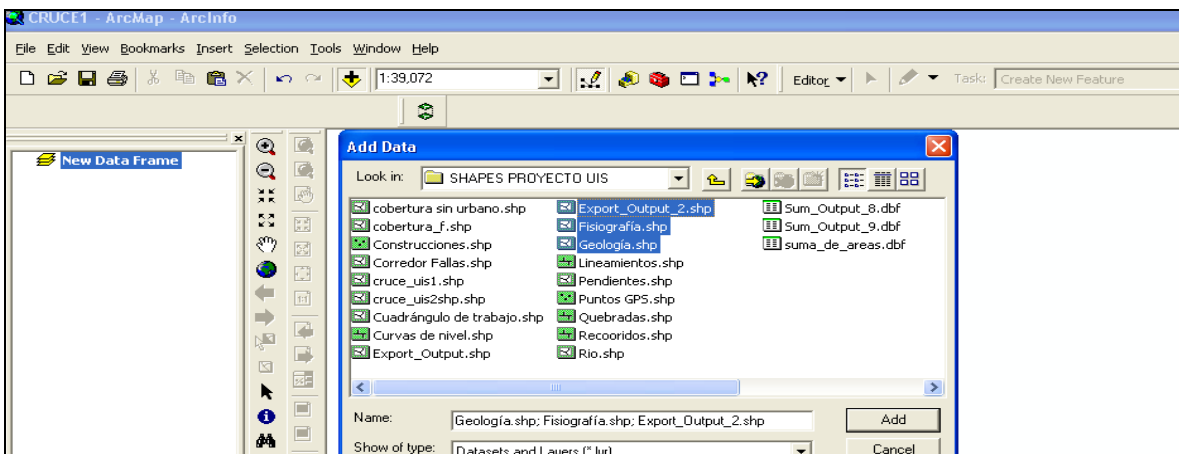 CRUCE1 - ArcMap - ArcInfo
File Edit View Bookmarks Insert Selection Tools Window Help
1:39,072 Editor Task: Create New Feature
New Data Frame
Add Data
Look in: SHAPES PROYECTO UIS
cobertura sin urbano.shp
cobertura_f.shp
Construcciones.shp
Corredor Fallas.shp
cruce_uis1.shp
cruce_uis2shp.shp
Cuadrángulo de trabajo.shp
Curvas de nivel.shp
Export_Output.shp
Export_Output_2.shp
Fisiografía.shp
Geología.shp
Lineamientos.shp
Pendientes.shp
Puntos GPS.shp
Quebradas.shp
Recooridos.shp
Rio.shp
Sum_Output_8.dbf
Sum_Output_9.dbf
suma_de_areas.dbf
Name: Geología.shp; Fisiografía.shp; Export_Output_2.shp Add
Show of type: Datasets and Layers (*.lyr) Cancel